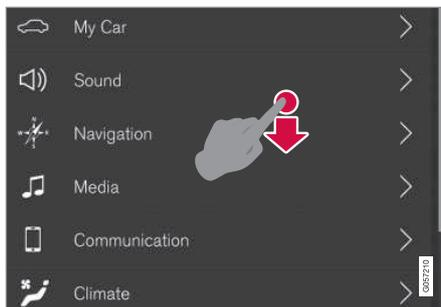 My Car
Sound
N
W
S
Navigation
Media
Communication
Climate
G057210